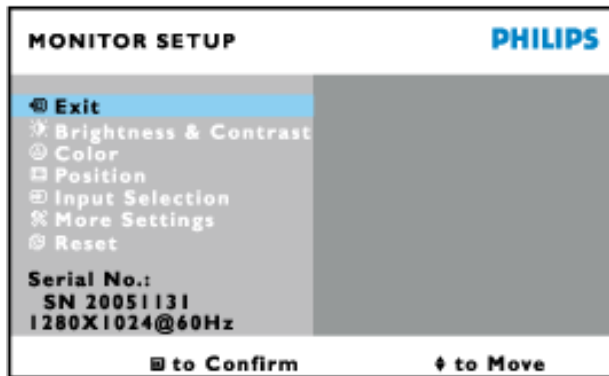 MONITOR SETUP
PHILIPS
Exit
Brightness & Contrast
Color
Position
Input Selection
More Settings
Reset
Serial No.:
SN 20051131
1280X1024@60Hz
to Confirm
to Move